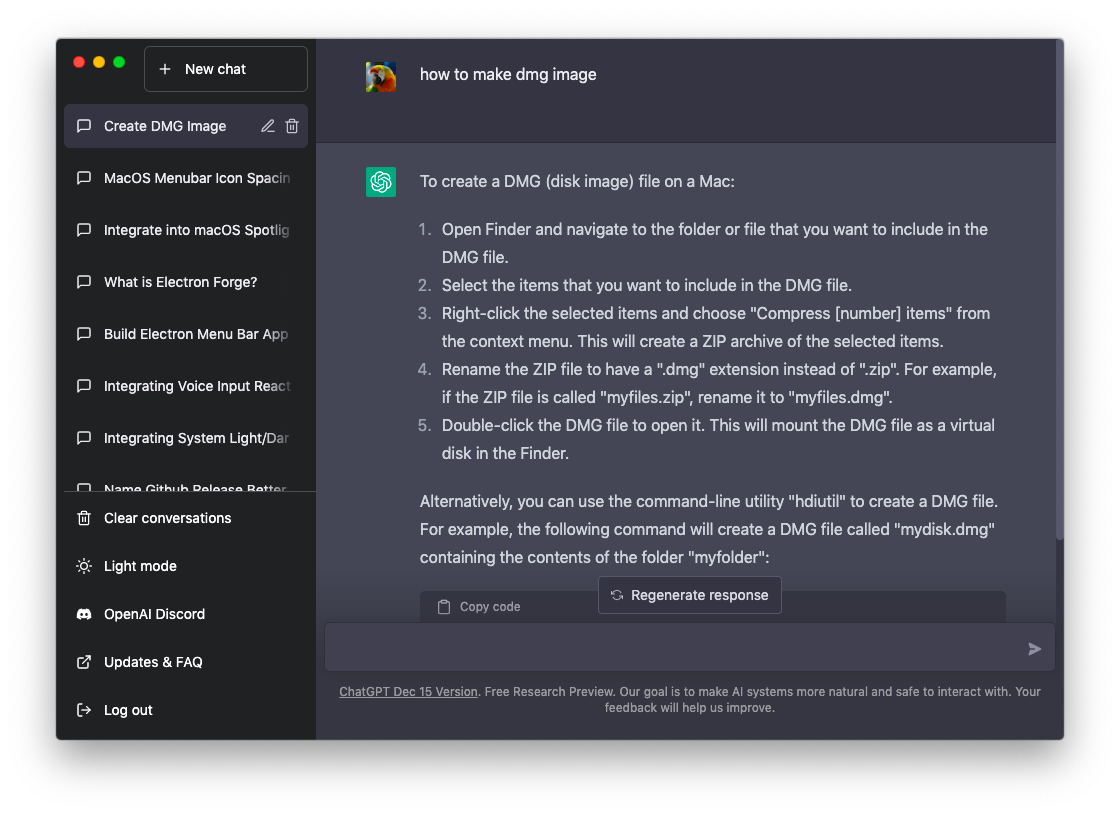 New chat
Create DMG Image
MacOS Menubar Icon Spacin
Integrate into macOS Spotlig
What is Electron Forge?
Build Electron Menu Bar App
Integrating Voice Input React
Integrating System Light/Dar
Name Github Release Better
Clear conversations
Light mode
OpenAI Discord
Updates & FAQ
Log out
how to make dmg image
To create a DMG (disk image) file on a Mac:
1. Open Finder and navigate to the folder or file that you want to include in the
DMG file.
2. Select the items that you want to include in the DMG file.
3. Right-click the selected items and choose "Compress [number] items" from
the context menu. This will create a ZIP archive of the selected items.
4. Rename the ZIP file to have a ".dmg" extension instead of ".zip". For example,
if the ZIP file is called "myfiles.zip", rename it to "myfiles.dmg".
5. Double-click the DMG file to open it. This will mount the DMG file as a virtual
disk in the Finder.
Alternatively, you can use the command-line utility "hdiutil" to create a DMG file.
For example, the following command will create a DMG file called "mydisk.dmg"
containing the contents of the folder "myfolder":
Copy code
Regenerate response
ChatGPT Dec 15 Version. Free Research Preview. Our goal is to make AI systems more natural and safe to interact with. Your
feedback will help us improve.